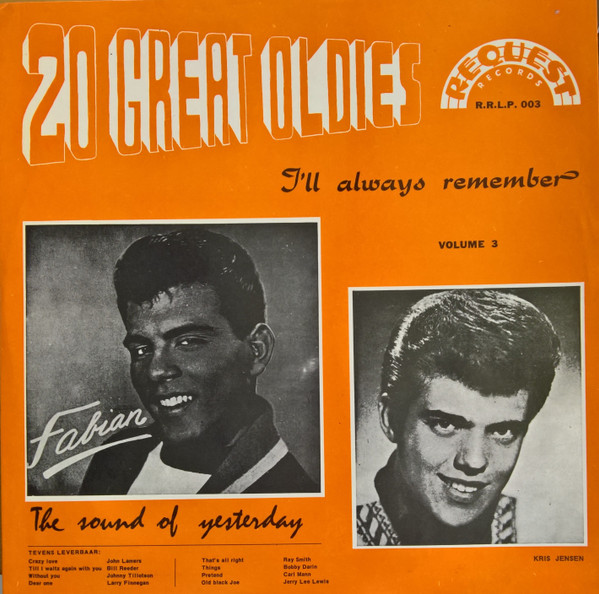 20 GREAT OLDIES
REQUEST
RECORDS
R.R.L.P. 003
I'll always remember
VOLUME 3
Fabian
KRIS JENSEN
The sound of yesterday
TEVENS LEVERBAAR:
Crazy love John Lamers
Till I waltz again with you Bill Reeder
Without you Johnny Tillotson
Dear one Larry Finnegan
That's all right Ray Smith
Things Bobby Darin
Pretend Carl Mann
Old black Joe Jerry Lee Lewis